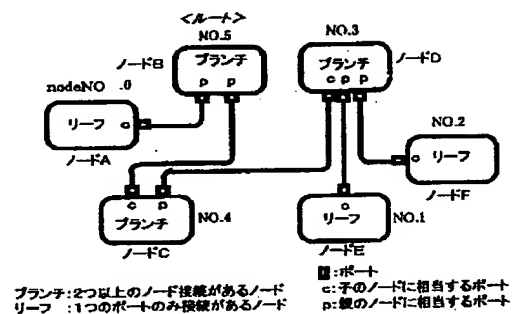 <ルート>
NO.5
ノードB
ブランチ
p p
NO.3
ノードD
ブランチ
c p p
nodeNO .0
リーフ c
ノードA
NO.2
c リーフ
ノードF
c p
ブランチ
NO.4
ノードC
c
リーフ
NO.1
ノードE
:ポート
c:子のノードに相当するポート
p:親のノードに相当するポート
ブランチ:2つ以上のノード接続があるノード
リーフ :1つのポートのみ接続があるノード